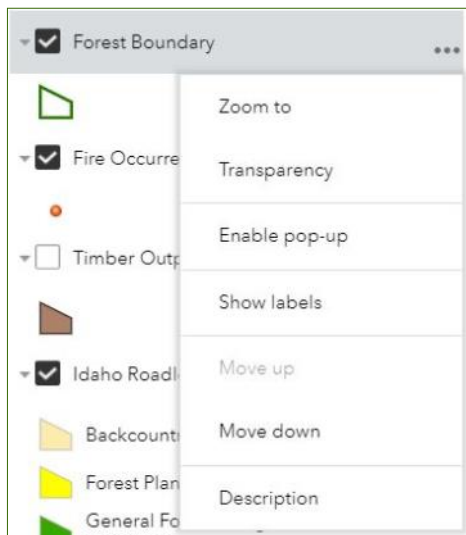 Forest Boundary
Zoom to
Fire Occurre
Transparency
Enable pop-up
Timber Outp
Show labels
Idaho Roadl
Move up
Backcount
Move down
Forest Plan
Description
General Fo